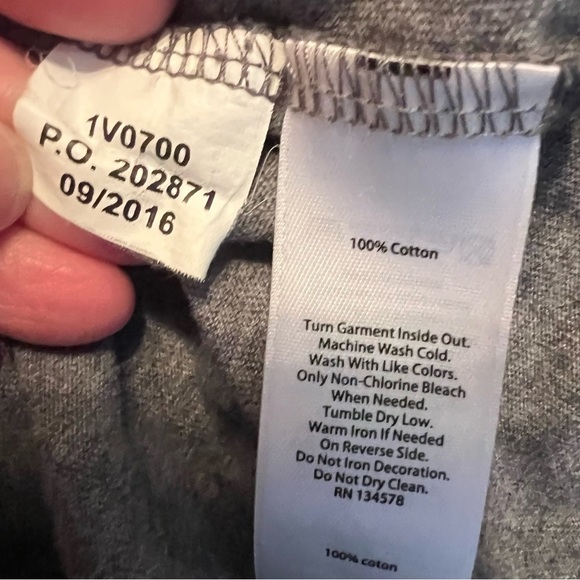 1V0700
P.O. 202871
09/2016
100% Cotton
Turn Garment Inside Out.
Machine Wash Cold.
Wash With Like Colors.
Only Non-Chlorine Bleach
When Needed.
Tumble Dry Low.
Warm Iron If Needed
On Reverse Side.
Do Not Iron Decoration.
Do Not Dry Clean.
RN 134578
100% coton